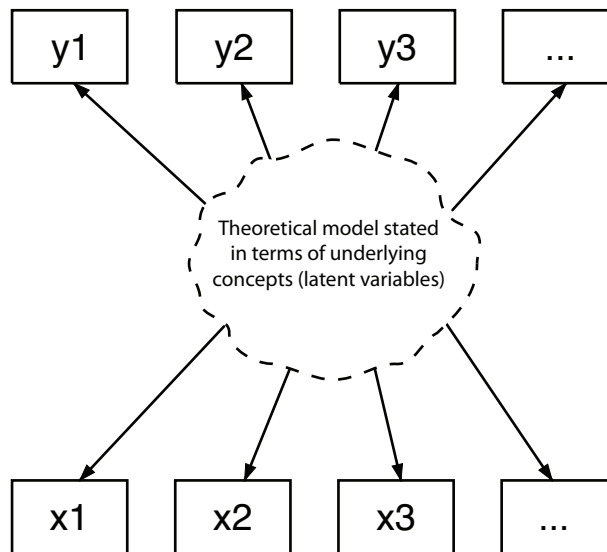 y1 y2 y3 ...
Theoretical model stated
in terms of underlying
concepts (latent variables)
x1 x2 x3 ...